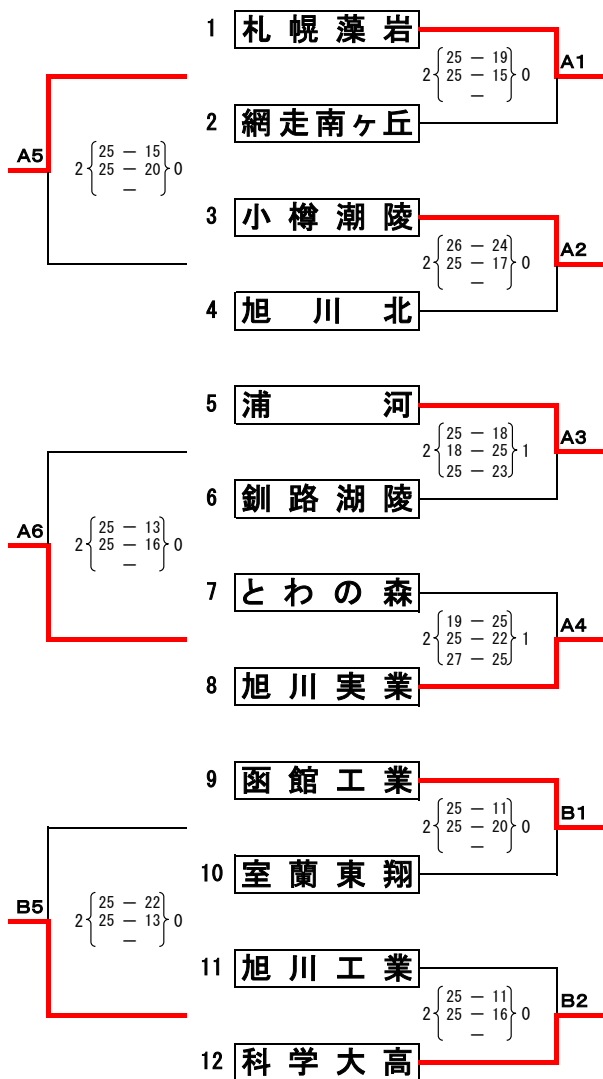 1 札幌藻岩
25 － 19
2 25 － 15 0
－
A1
2 網走南ヶ丘
A5
25 － 15
2 25 － 20 0
－
3 小樽潮陵
26 － 24
2 25 － 17 0
－
A2
4 旭川北
5 浦河
25 － 18
2 18 － 25 1
25 － 23
A3
6 釧路湖陵
A6
25 － 13
2 25 － 16 0
－
7 とわの森
19 － 25
2 25 － 22 1
27 － 25
A4
8 旭川実業
9 函館工業
25 － 11
2 25 － 20 0
－
B1
10 室蘭東翔
B5
25 － 22
2 25 － 13 0
－
11 旭川工業
25 － 11
2 25 － 16 0
－
B2
12 科学大高